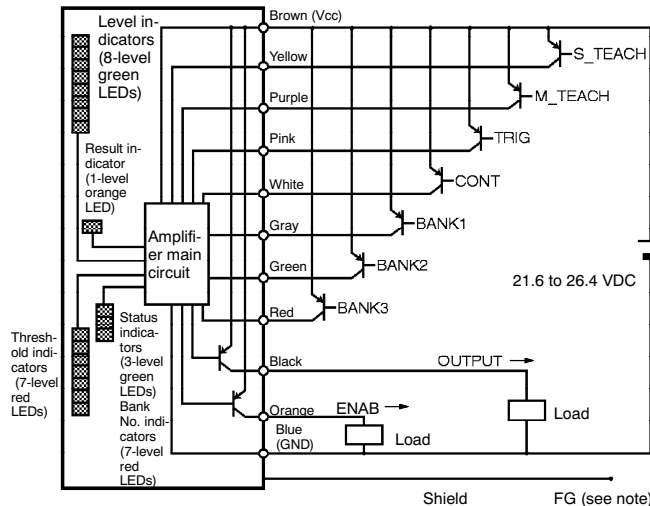 Level in-
dicators
(8-level
green
LEDs)
Brown (Vcc)
S_TEACH
Yellow
M_TEACH
Purple
TRIG
Pink
Result in-
dicator
(1-level
orange
LED)
CONT
White
BANK1
Gray
Amplifi-
er main
circuit
BANK2
Green
21.6 to 26.4 VDC
BANK3
Red
Thresh-
old indi-
cators
(7-level
red
LEDs)
Status
indica-
tors
(3-level
green
LEDs)
Bank
No. indi-
cators
(7-level
red
LEDs)
Black
OUTPUT
Load
Orange
ENAB
Load
Blue
(GND)
Shield
FG (see note)